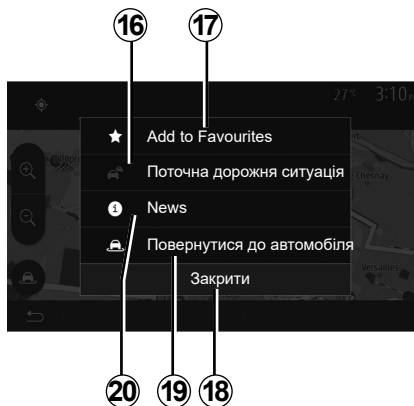 16 17
27 °C 3:10
Add to Favourites
Поточна дорожня ситуація
Chesnay
News
Повернутися до автомобіля
Versailles
Закрити
20 19 18